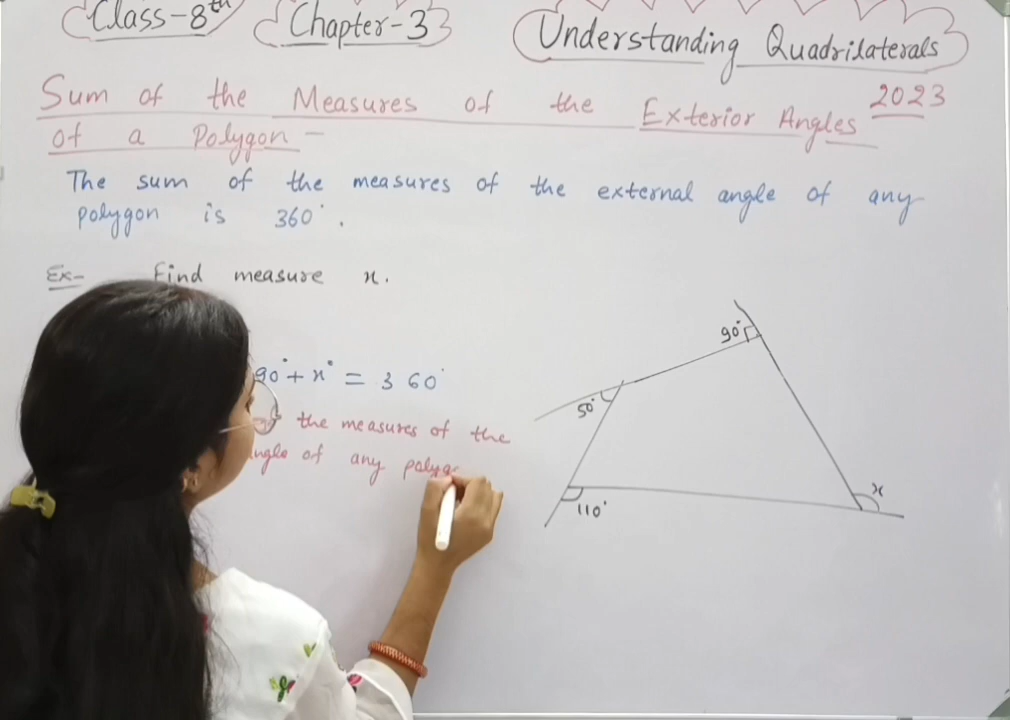 Class-8th Chapter-3 Understanding Quadrilaterals
Sum of the Measures of the Exterior Angles 2023
of a Polygon -
The sum of the measures of the external angle of any
polygon is 360°.
Ex- Find measure x.
90°
90°+x° = 360°
50°
the measures of the
of any
x
110°